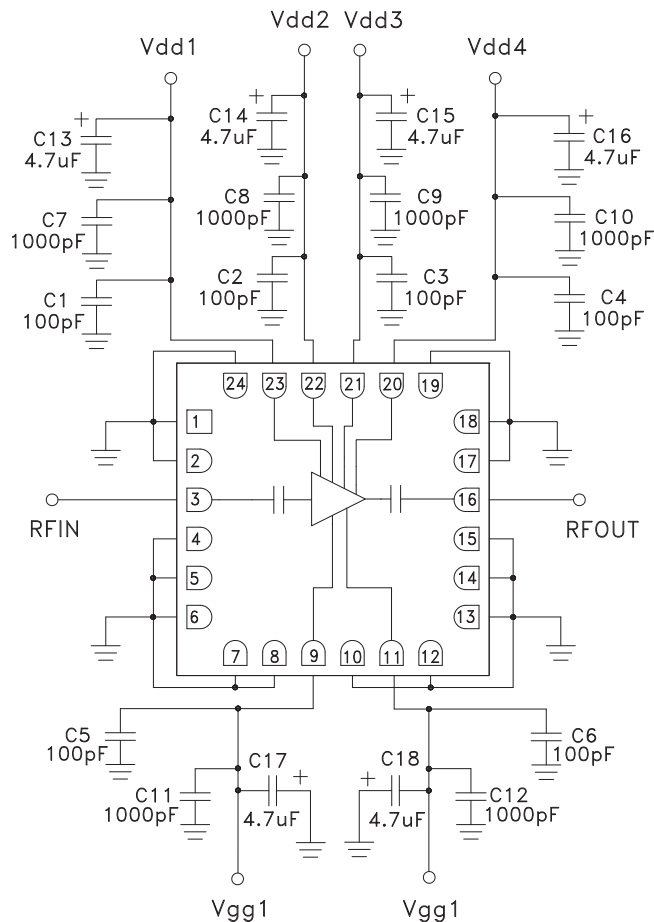 Vdd2 Vdd3
Vdd1 Vdd4
+ C14 + + C15 +
4.7uF 4.7uF
C13 C16
4.7uF 4.7uF
C8 C9
1000pF 1000pF
C7 C10
1000pF 1000pF
C2 C3
100pF 100pF
C1 C4
100pF 100pF
24 23 22 21 20 19
1 18
2 17
3 16
RFIN RFOUT
4 15
5 14
6 13
7 8 9 10 11 12
C5 C6
100pF 100pF
C17 C18
+ +
C11 C12
1000pF 4.7uF 4.7uF 1000pF
Vgg1 Vgg1